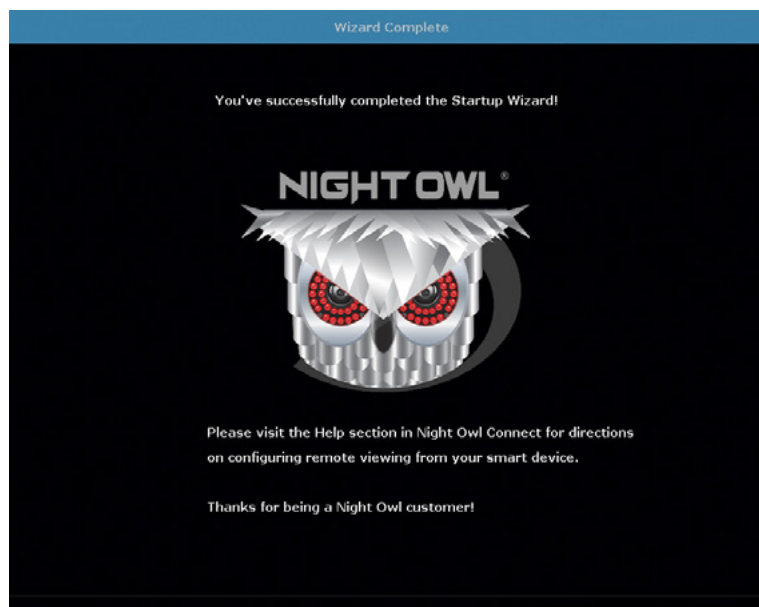 Wizard Complete
You've successfully completed the Startup Wizard!
NIGHT OWL®
Please visit the Help section in Night Owl Connect for directions
on configuring remote viewing from your smart device.
Thanks for being a Night Owl customer!